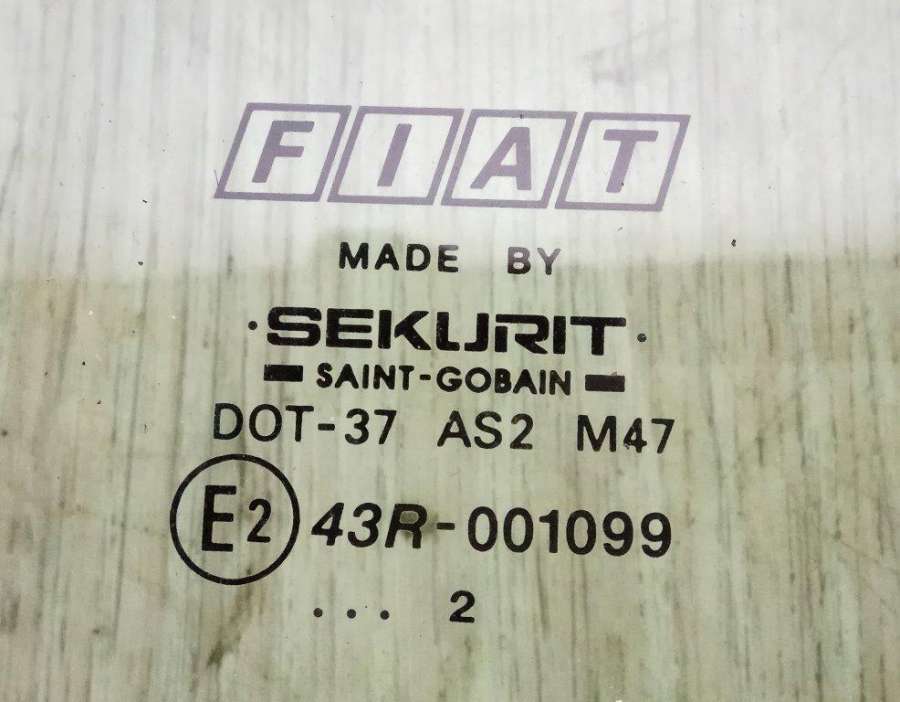 FIAT
MADE BY
·SEKURIT·
SAINT-GOBAIN
DOT-37 AS2 M47
E2 43R-001099
... 2